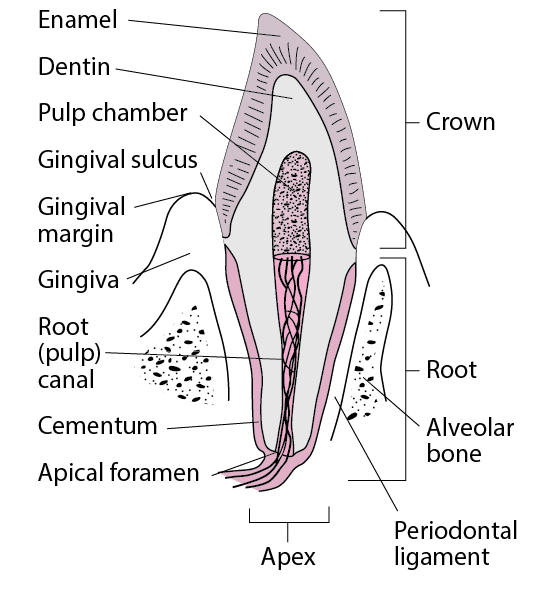 Enamel
Dentin
Pulp chamber
Gingival sulcus
Gingival
margin
Gingiva
Root
(pulp)
canal
Cementum
Apical foramen
Crown
Root
Alveolar
bone
Periodontal
ligament
Apex